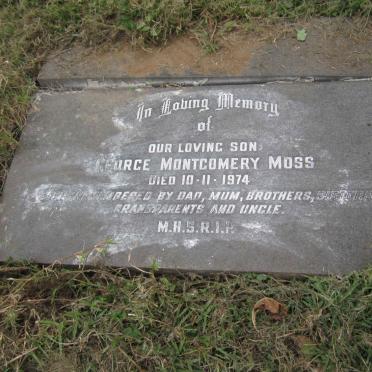 In Loving Memory
of
OUR LOVING SON
GEORGE MONTGOMERY MOSS
DIED 10-11-1974
REMEMBERED BY DAD, MUM, BROTHERS,
GRANDPARENTS AND UNCLE.
M.H.S.R.I.P.